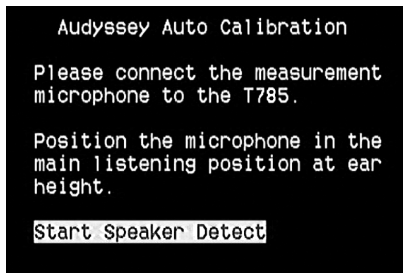 Audyssey Auto Calibration
Please connect the measurement
microphone to the T785.
Position the microphone in the
main listening position at ear
height.
Start Speaker Detect